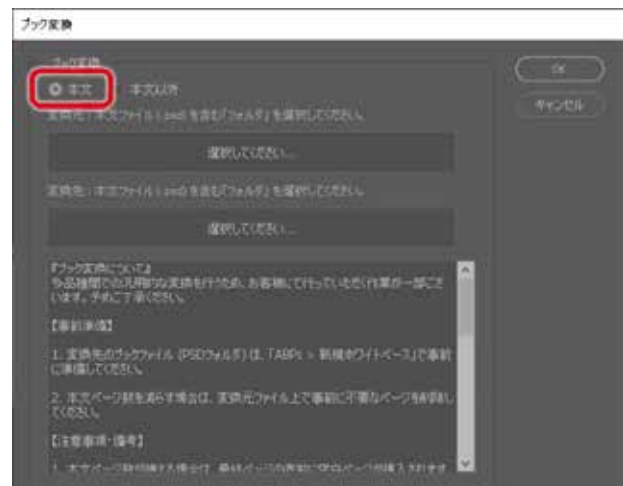 ブック変換
ブック変換
本文 本文以外
変換元:本文ファイル(.psd)を含む「フォルダ」を選択してください。
選択してください...
変換先:本文ファイル(.psd)を含む「フォルダ」を選択してください。
選択してください...
OK
キャンセル
『ブック変換について』
多品種間での汎用的な変換を行うため、お客様にて行っていただく作業が一部ござ
います。予めご了承ください。
【事前準備】
1. 変換先のブックファイル (PSDフォルダ) は、「ABPs > 新規ホワイトベース」で事前
に準備してください。
2. 本文ページ数を減らす場合は、変換元ファイル上で事前に不要なページを削除し
てください。
【注意事項・備考】